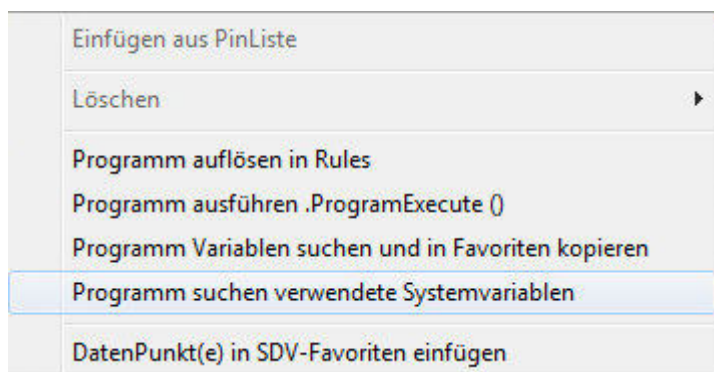 Einfügen aus PinListe
Löschen
Programm auflösen in Rules
Programm ausführen .ProgramExecute ()
Programm Variablen suchen und in Favoriten kopieren
Programm suchen verwendete Systemvariablen
DatenPunkt(e) in SDV-Favoriten einfügen